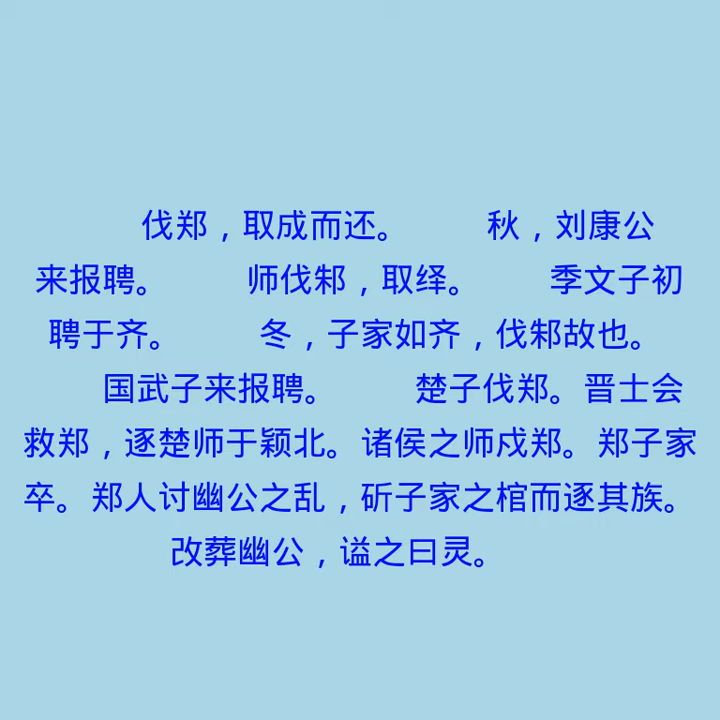 伐郑，取成而还。 秋，刘康公
来报聘。 师伐邾，取绎。 季文子初
聘于齐。 冬，子家如齐，伐邾故也。
国武子来报聘。 楚子伐郑。晋士会
救郑，逐楚师于颖北。诸侯之师戍郑。郑子家
卒。郑人讨幽公之乱，斫子家之棺而逐其族。
改葬幽公，谥之曰灵。